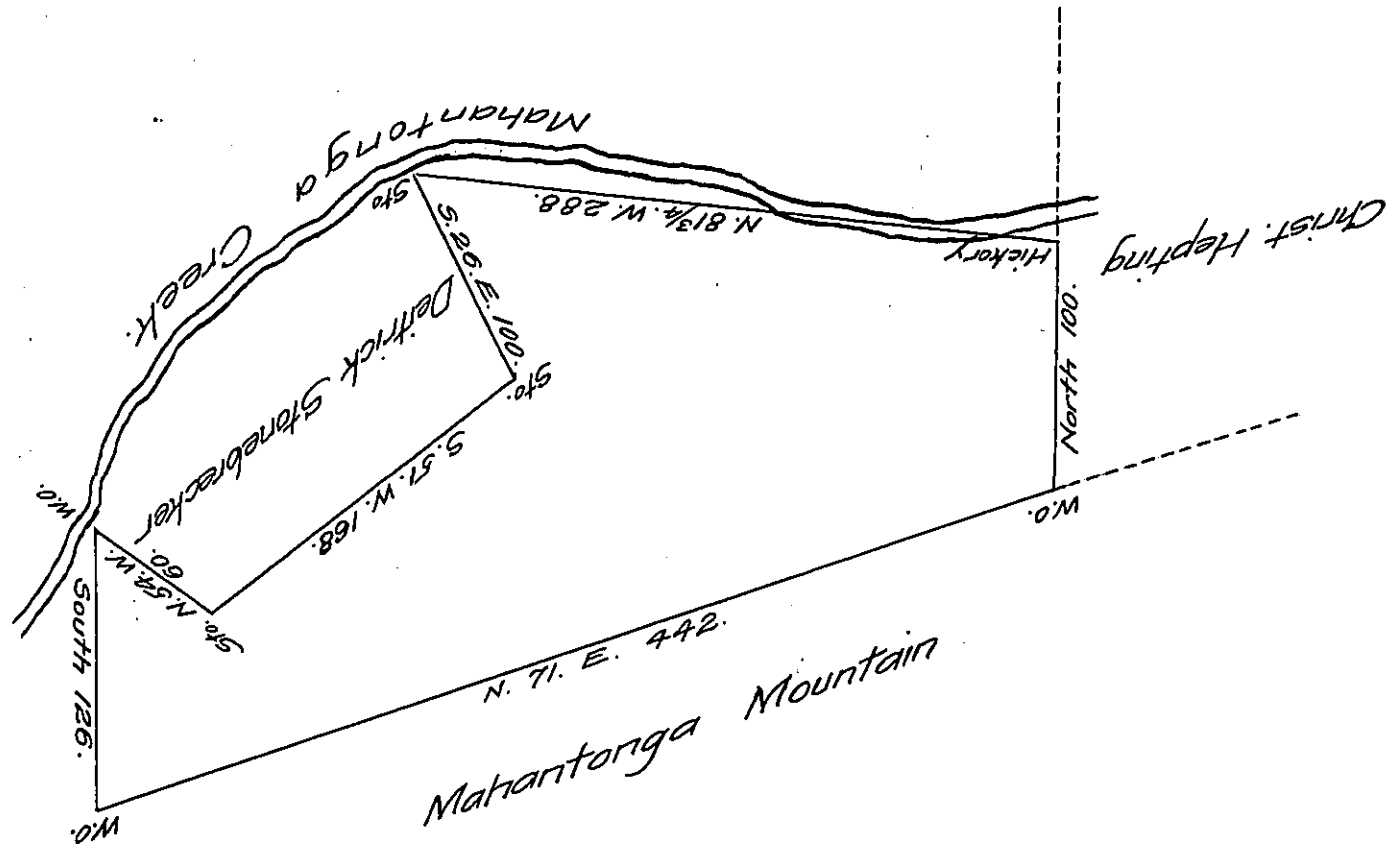 Mahantonga
Creek.
Sto
N. 81¾. W. 288.
Hickory
Christ. Hepting
S. 26. E. 100.
Deitrick Stonebrecker
Sto.
North 100.
S. 51. W. 168.
W.O.
W.O.
N. 54. W.
60.
Sto.
South 126.
N. 71. E. 442.
Mahantonga Mountain
W.O.